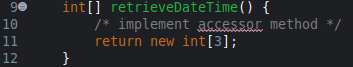 9 int[] retrieveDateTime() {
10 /* implement accessor method */
11 return new int[3];
12 }